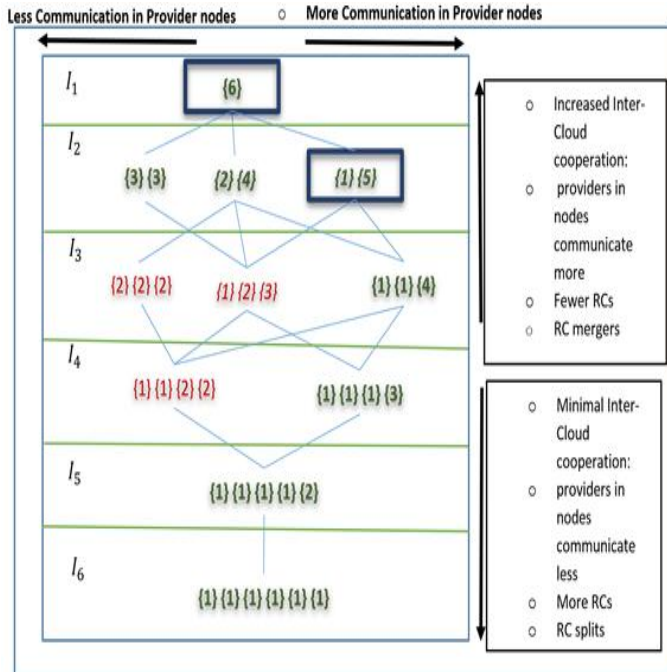 Less Communication in Provider nodes
○ More Communication in Provider nodes
I₁
{6}
I₂
{3} {3}
{2} {4}
{1} {5}
I₃
{2} {2} {2}
{1} {2} {3}
{1} {1} {4}
I₄
{1} {1} {2} {2}
{1} {1} {1} {3}
I₅
{1} {1} {1} {1} {2}
I₆
{1} {1} {1} {1} {1} {1}
○ Increased Inter-
Cloud
cooperation:
○ providers in
nodes
communicate
more
○ Fewer RCs
○ RC mergers
○ Minimal Inter-
Cloud
cooperation:
○ providers in
nodes
communicate
less
○ More RCs
○ RC splits